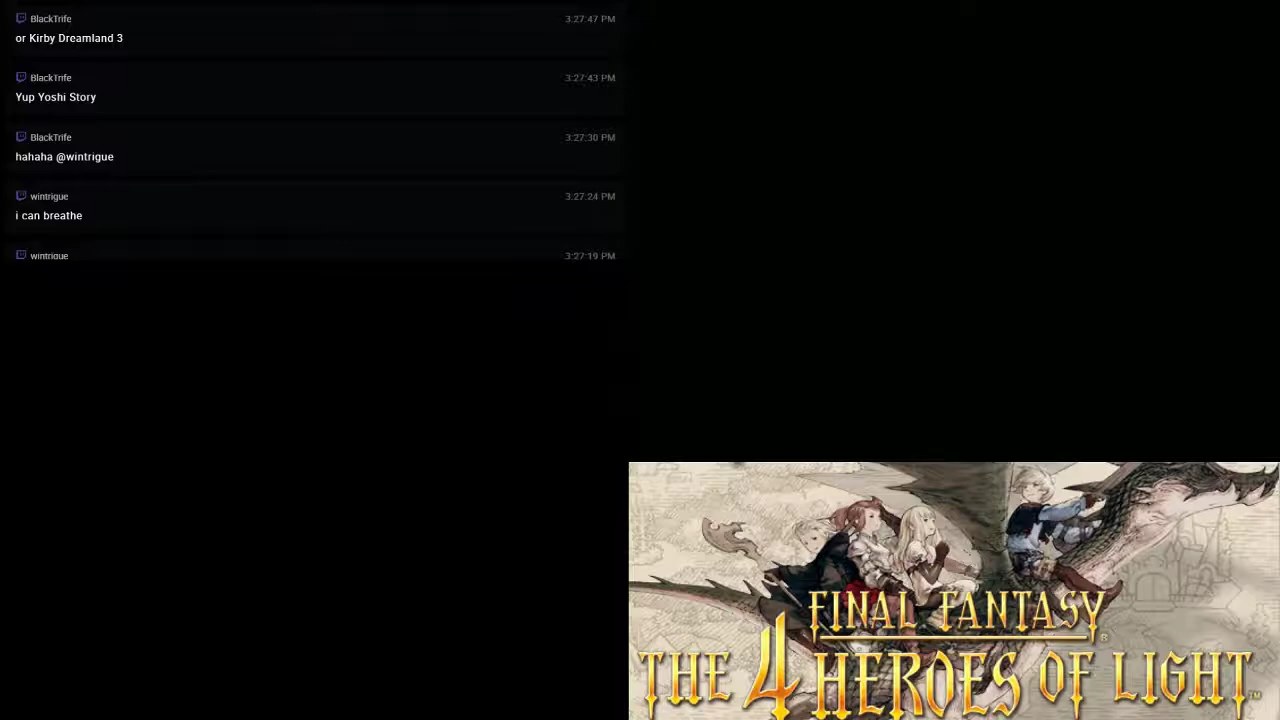 BlackTrife 3:27:47 PM
or Kirby Dreamland 3
BlackTrife 3:27:43 PM
Yup Yoshi Story
BlackTrife 3:27:30 PM
hahaha @wintrigue
wintrigue 3:27:24 PM
i can breathe
wintrigue 3:27:19 PM
FINAL FANTASY®
THE 4 HEROES OF LIGHT™